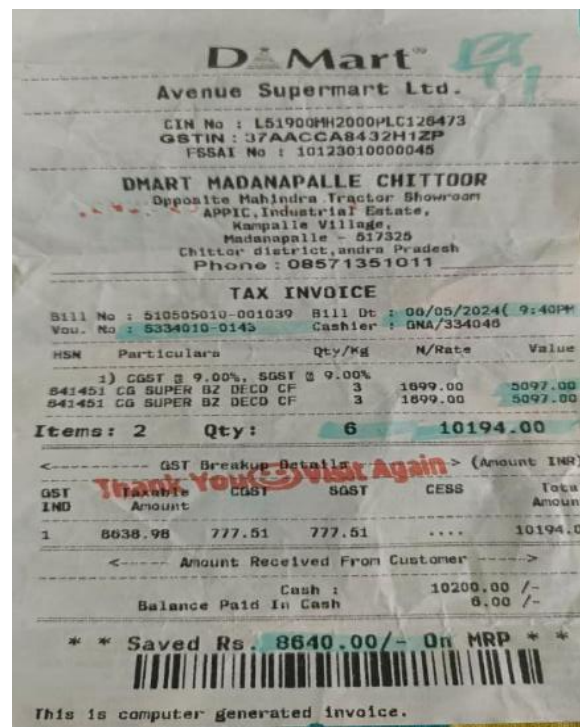 D Mart
Avenue Supermart Ltd.
CIN No : L51900MH2000PLC126473
GSTIN : 37AACCA8432H1ZP
FSSAI No : 10123010000045
DMART MADANAPALLE CHITTOOR
Opposite Mahindra Tractor Showroom
APPIC, Industrial Estate,
Kampalle Village,
Madanapalle - 517325
Chittor district, andra Pradesh
Phone : 08571351011
TAX INVOICE
Bill No : 510505010-001039 Bill Dt : 06/05/2024( 9:40PM
Vou. No : 5334010-0143 Cashier : GNA/334046
HSN Particulars Qty/Kg N/Rate Value
1) CGST @ 9.00%, SGST @ 9.00%
841451 CG SUPER BZ DECO CF 3 1699.00 5097.00
841451 CG SUPER BZ DECO CF 3 1699.00 5097.00
Items: 2 Qty: 6 10194.00
<---------- GST Breakup Details ----------> (Amount INR)
Thank You Visit Again
GST Taxable CGST SGST CESS Tota
IND Amount Amoun
1 8638.98 777.51 777.51 .... 10194.0
<----- Amount Received From Customer ----->
Cash : 10200.00 /-
Balance Paid In Cash 6.00 /-
* * Saved Rs. 8640.00/- On MRP * *
This is computer generated invoice.